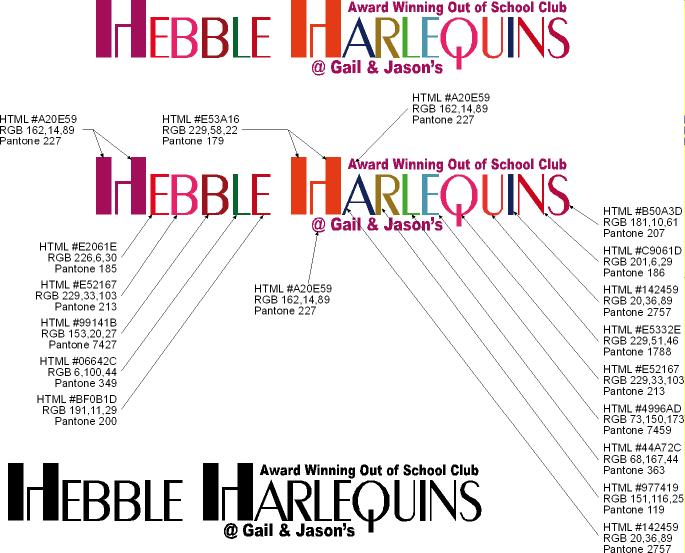 Award Winning Out of School Club
HEBBLE HARLEQUINS
@ Gail & Jason's
HTML #A20E59
RGB 162,14,89
Pantone 227
HTML #E53A16
RGB 229,58,22
Pantone 179
HTML #A20E59
RGB 162,14,89
Pantone 227
Award Winning Out of School Club
HEBBLE HARLEQUINS
@ Gail & Jason's
HTML #E2061E
RGB 226,6,30
Pantone 185
HTML #E52167
RGB 229,33,103
Pantone 213
HTML #99141B
RGB 153,20,27
Pantone 7427
HTML #06642C
RGB 6,100,44
Pantone 349
HTML #BF0B1D
RGB 191,11,29
Pantone 200
HTML #A20E59
RGB 162,14,89
Pantone 227
HTML #B50A3D
RGB 181,10,61
Pantone 207
HTML #C9061D
RGB 201,6,29
Pantone 186
HTML #142459
RGB 20,36,89
Pantone 2757
HTML #E5332E
RGB 229,51,46
Pantone 1788
HTML #E52167
RGB 229,33,103
Pantone 213
HTML #4996AD
RGB 73,150,173
Pantone 7459
HTML #44A72C
RGB 68,167,44
Pantone 363
HTML #977419
RGB 151,116,25
Pantone 119
HTML #142459
RGB 20,36,89
Pantone 2757
Award Winning Out of School Club
HEBBLE HARLEQUINS
@ Gail & Jason's